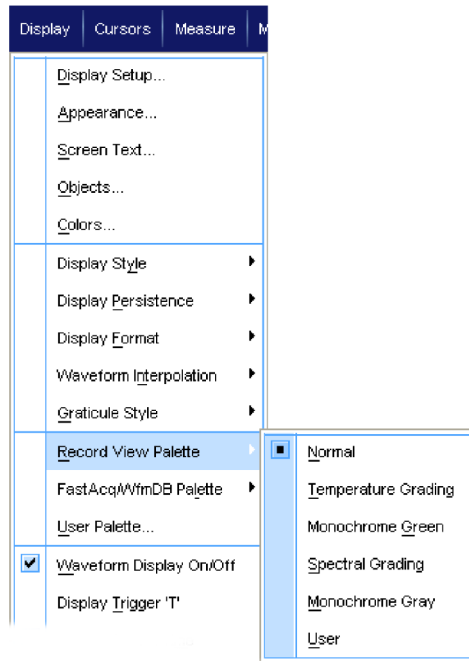 Display Cursors Measure M
Display Setup...
Appearance...
Screen Text...
Objects...
Colors...
Display Style
Display Persistence
Display Format
Waveform Interpolation
Graticule Style
Record View Palette
Normal
FastAcq/WfmDB Palette
Temperature Grading
User Palette...
Monochrome Green
Waveform Display On/Off
Spectral Grading
Display Trigger 'T'
Monochrome Gray
User